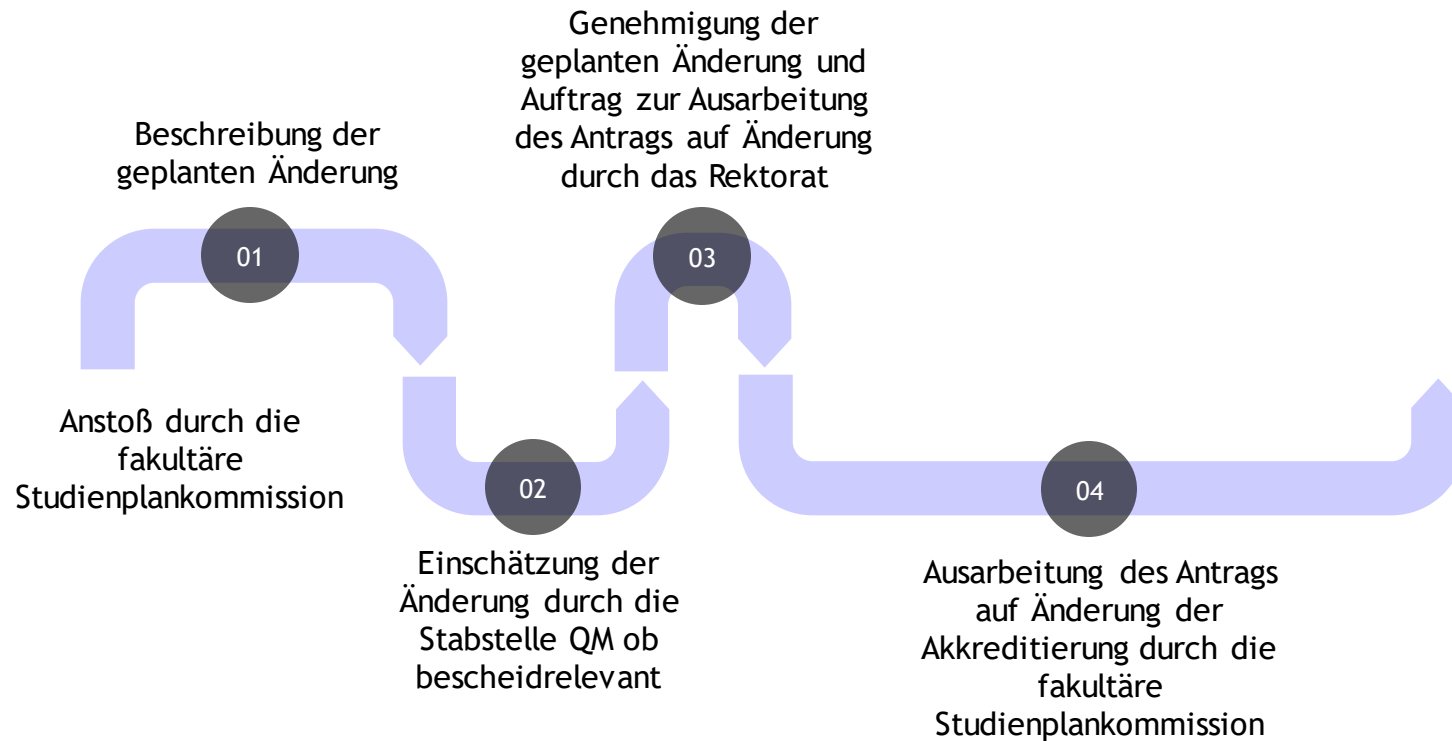 Anstoß durch die
fakultäre
Studienplankommission
Beschreibung der
geplanten Änderung
01
02
Einschätzung der
Änderung durch die
Stabstelle QM ob
bescheidrelevant
Genehmigung der
geplanten Änderung und
Auftrag zur Ausarbeitung
des Antrags auf Änderung
durch das Rektorat
03
04
Ausarbeitung des Antrags
auf Änderung der
Akkreditierung durch die
fakultäre
Studienplankommission